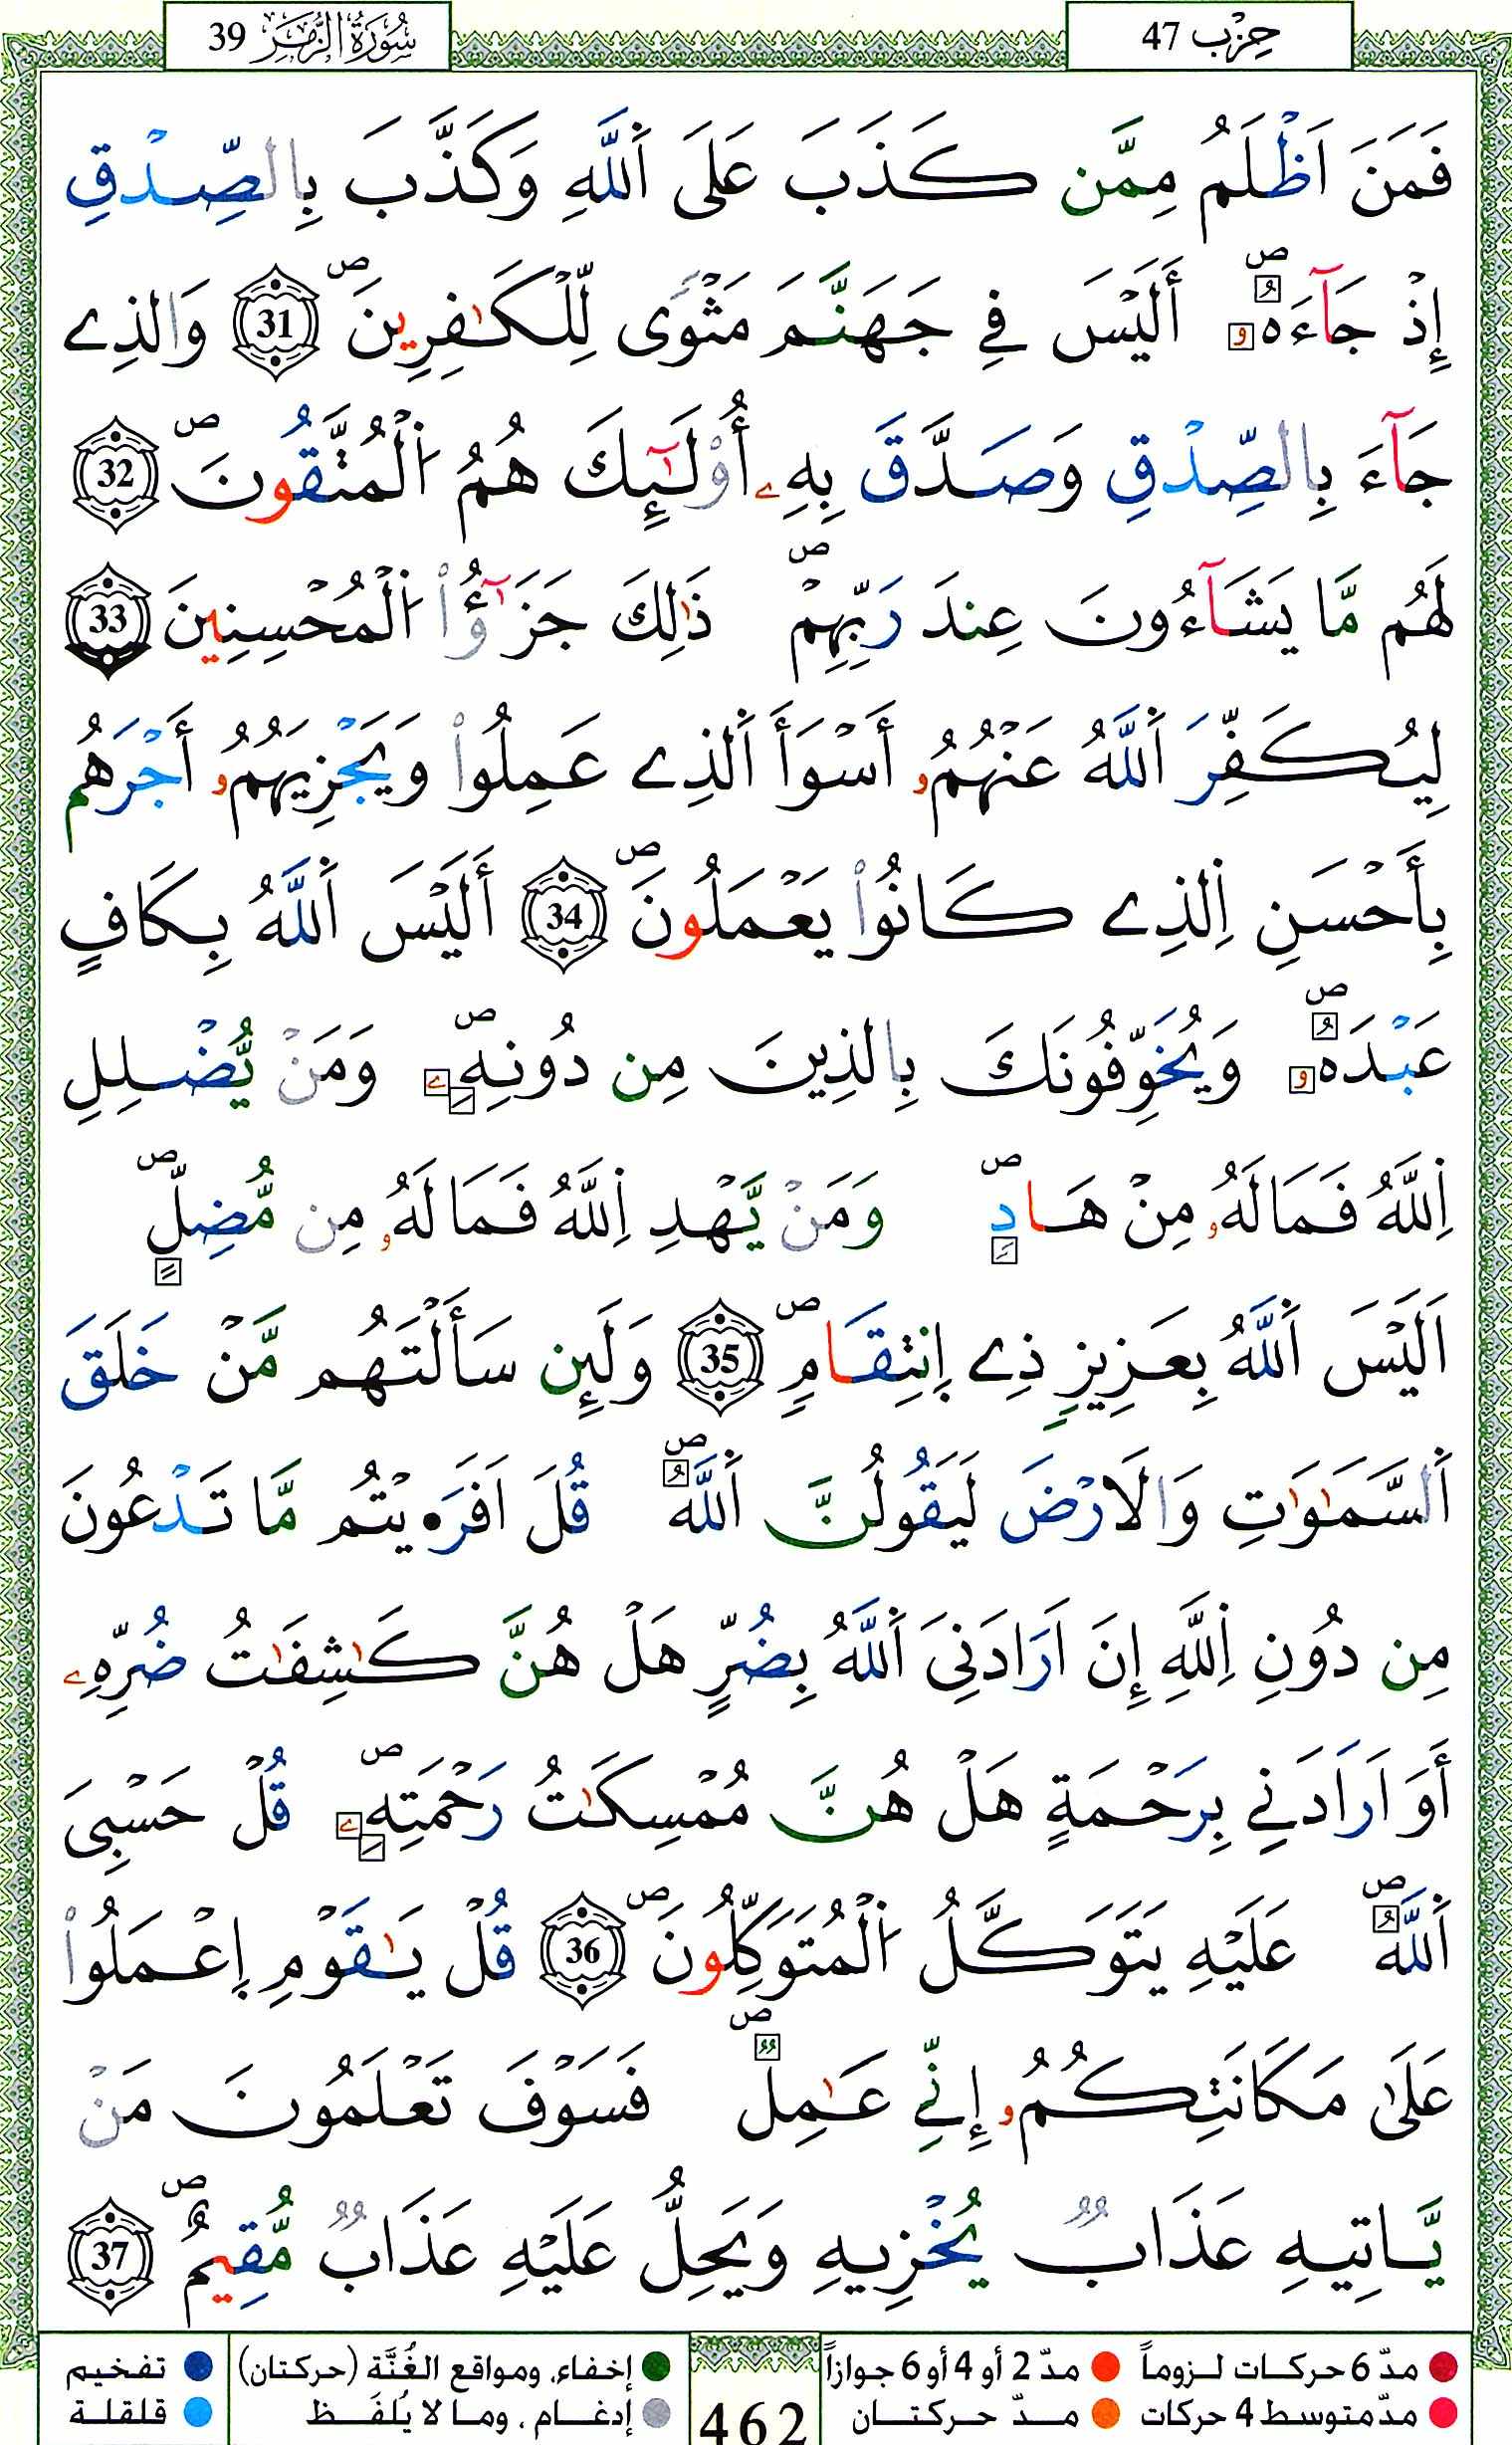 سُورَةُ الزُّمَر 39
حِزْب 47
فَمَنَ اَظْلَمُ مِمَّن كَذَبَ عَلَى اَ۬للَّهِ وَكَذَّبَ بِالصِّدْقِ
إِذْ جَآءَهُۥٓ أَلَيْسَ فِے جَهَنَّمَ مَثْوىً لِّلْكَٰفِرِينَ 31 وَالذِے
جَآءَ بِالصِّدْقِ وَصَدَّقَ بِهِۦ أُوْلَٰٓئِكَ هُمُ اُ۬لْمُتَّقُونَ 32
لَهُم مَّا يَشَآءُونَ عِندَ رَبِّهِمْ ذَٰلِكَ جَزَٰٓؤُاْ اُ۬لْمُحْسِنِينَ 33
لِيُكَفِّرَ اَ۬للَّهُ عَنْهُمُۥ أَسْوَأَ اَ۬لذِے عَمِلُواْ وَيَجْزِيَهُمُۥ أَجْرَهُم
بِأَحْسَنِ اِ۬لذِے كَانُواْ يَعْمَلُونَ 34 أَلَيْسَ اَ۬للَّهُ بِكَافٍ
عَبْدَهُۥ وَيُخَوِّفُونَكَ بِالذِينَ مِن دُونِهِۦ وَمَنْ يُّضْلِلِ
اِ۬للَّهُ فَمَا لَهُۥ مِنْ هَادٍ وَمَنْ يَّهْدِ اِ۬للَّهُ فَمَا لَهُۥ مِن مُّضِلٍّ
اَلَيْسَ اَ۬للَّهُ بِعَزِيزٍ ذِے اِ۪نتِقَامٍ 35 وَلَئِن سَأَلْتَهُم مَّنْ خَلَقَ
اَ۬لسَّمَٰوَٰتِ وَالَارْضَ لَيَقُولُنَّ اَ۬للَّهُ قُلَ اَفَرَ•يْتُم مَّا تَدْعُونَ
مِن دُونِ اِ۬للَّهِ إِنَ اَرَادَنِيَ اَ۬للَّهُ بِضُرٍّ هَلْ هُنَّ كَٰشِفَٰتُ ضُرِّهِۦ
أَوَ اَرَادَنِے بِرَحْمَةٍ هَلْ هُنَّ مُمْسِكَٰتُ رَحْمَتِهِۦ قُلْ حَسْبِيَ
اَ۬للَّهُ عَلَيْهِ يَتَوَكَّلُ اُ۬لْمُتَوَكِّلُونَ 36 قُلْ يَٰقَوْمِ اِ۪عْمَلُواْ
عَلَىٰ مَكَانَتِكُمُۥ إِنِّے عَٰمِلٌ فَسَوْفَ تَعْلَمُونَ مَنْ
يَّاتِيهِ عَذَابٌ يُخْزِيهِ وَيَحِلُّ عَلَيْهِ عَذَابٌ مُّقِيمٌ 37
مدّ 6 حركات لزوماً مدّ 2 أو 4 أو 6 جوازاً إخفاء، ومواقع الغُنَّة (حركتان) تفخيم
مدّ متوسط 4 حركات مدّ حركتان 462 إدغام ، وما لا يُلفَظ قلقلة